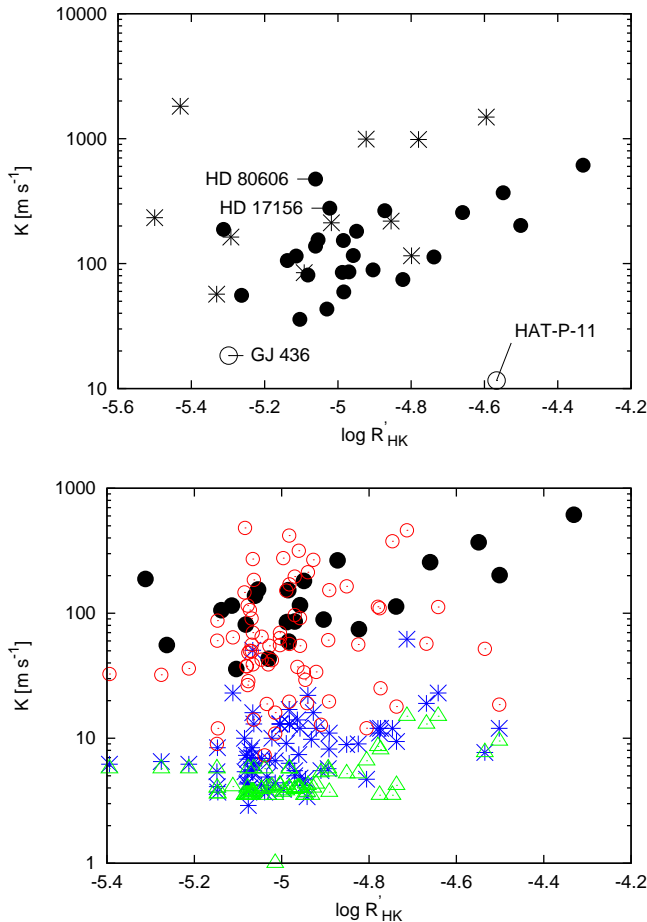 10000
1000
100
10
K [m s⁻¹]
HD 80606
HD 17156
GJ 436
HAT-P-11
-5.6 -5.4 -5.2 -5 -4.8 -4.6 -4.4 -4.2
log R'HK
1000
100
10
1
K [m s⁻¹]
-5.4 -5.2 -5 -4.8 -4.6 -4.4 -4.2
log R'HK